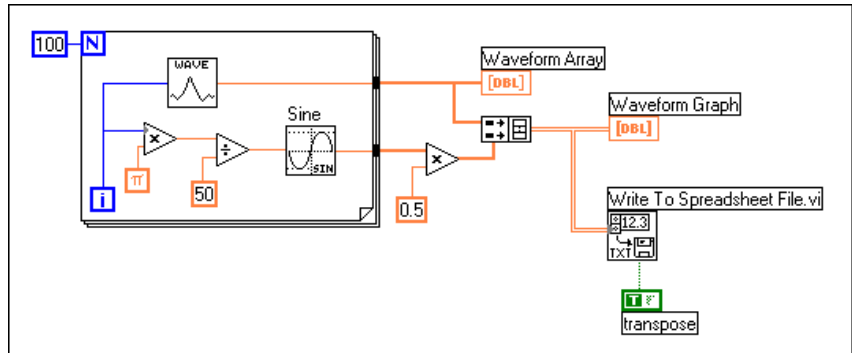 100
N
WAVE
Waveform Array
[DBL]
Waveform Graph
[DBL]
Sine
×
÷
SIN
π
50
i
×
0.5
Write To Spreadsheet File.vi
12.3
TXT
T F
transpose